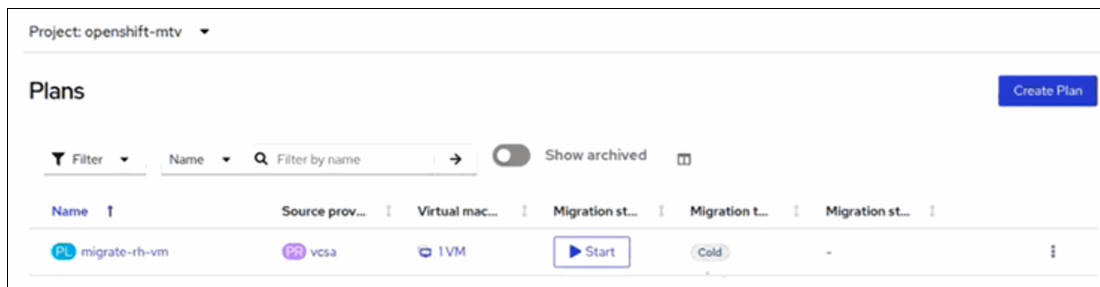 Project: openshift-mtv
Plans
Create Plan
Filter Name Filter by name Show archived
Name Source prov... Virtual mac... Migration st... Migration t... Migration st...
PL migrate-rh-vm PR vcsa 1 VM Start Cold -